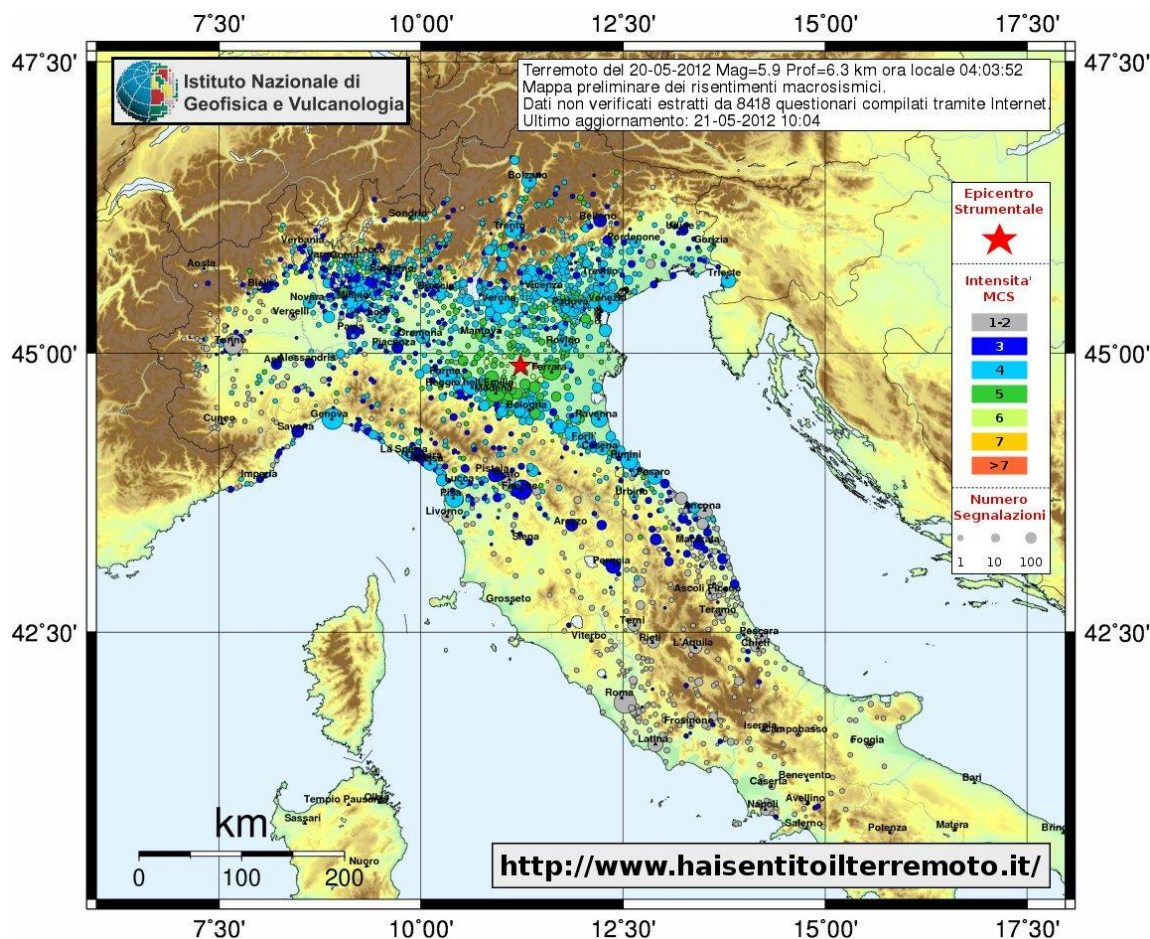 7˚30' 10˚00' 12˚30' 15˚00' 17˚30'
47˚30' 47˚30'
Istituto Nazionale di
Geofisica e Vulcanologia
Terremoto del 20-05-2012 Mag=5.9 Prof=6.3 km ora locale 04:03:52
Mappa preliminare dei risentimenti macrosismici.
Dati non verificati estratti da 8418 questionari compilati tramite Internet.
Ultimo aggiornamento: 21-05-2012 10:04
Epicentro
Strumentale
Intensita'
MCS
1-2
3
4
5
6
7
>7
Numero
Segnalazioni
1 10 100
Bolzano
Sondrio
Trento
Belluno
Pordenone
Udine
Gorizia
Verbania
Lecco
Aosta
Bergamo
Biella
Brescia
Treviso
Trieste
Vicenza
Novara
Milano
Verona
Padova
Venezia
Vercelli
Lodi
Pavia
Cremona
Mantova
Rovigo
Torino
Piacenza
45˚00' 45˚00'
Alessandria
Parma
Ferrara
Reggio nell'Emilia
Modena
Bologna
Cuneo
Genova
Savona
Ravenna
Forli
Cesena
Rimini
La Spezia
Imperia
Pistoia
Lucca
Pesaro
Urbino
Pisa
Livorno
Ancona
Arezzo
Siena
Macerata
Perugia
Ascoli Piceno
Grosseto
Teramo
42˚30' 42˚30'
Terni
Viterbo
Rieti
L'Aquila
Pescara
Chieti
Roma
Frosinone
Isernia
Campobasso
Latina
Foggia
Benevento
Bari
Caserta
Avellino
Napoli
Salerno
Potenza
Matera
Olbia
Sassari
Nuoro
km
0 100 200
http://www.haisentitoilterremoto.it/
7˚30' 10˚00' 12˚30' 15˚00' 17˚30'